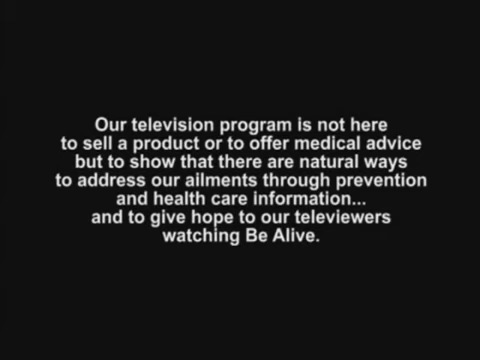 Our television program is not here
to sell a product or to offer medical advice
but to show that there are natural ways
to address our ailments through prevention
and health care information...
and to give hope to our televiewers
watching Be Alive.